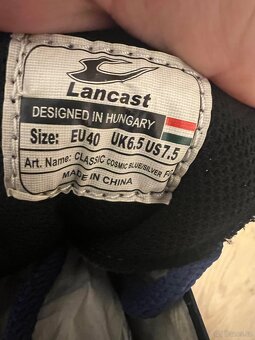 Lancast
DESIGNED IN HUNGARY
Size: EU 40 UK6,5 US7,5
Art. Name: CLASSIC COSMIC BLUE/SILVER F
MADE IN CHINA